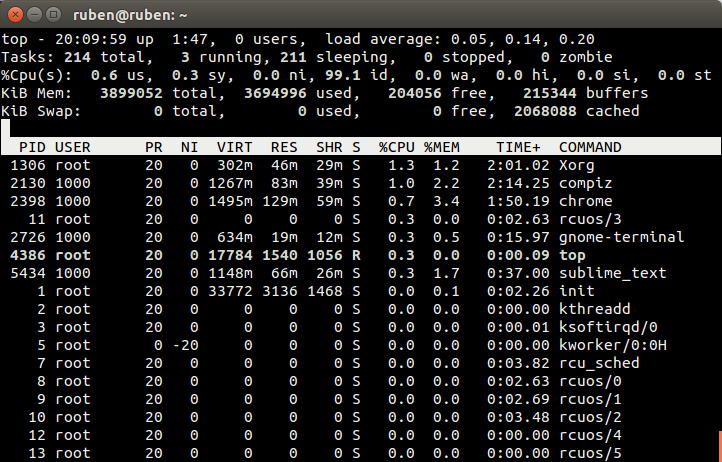 ruben@ruben: ~
top - 20:09:59 up  1:47,  0 users,  load average: 0.05, 0.14, 0.20
Tasks: 214 total,   3 running, 211 sleeping,   0 stopped,   0 zombie
%Cpu(s):  0.6 us,  0.3 sy,  0.0 ni, 99.1 id,  0.0 wa,  0.0 hi,  0.0 si,  0.0 st
KiB Mem:   3899052 total,  3694996 used,   204056 free,   215344 buffers
KiB Swap:        0 total,        0 used,        0 free,  2068088 cached
  PID USER      PR  NI  VIRT  RES  SHR S  %CPU %MEM    TIME+  COMMAND
 1306 root      20   0  302m  46m  29m S   1.3  1.2   2:01.02 Xorg
 2130 1000      20   0 1267m  83m  39m S   1.0  2.2   2:14.25 compiz
 2398 1000      20   0 1495m 129m  59m S   0.7  3.4   1:50.19 chrome
   11 root      20   0     0    0    0 S   0.3  0.0   0:02.63 rcuos/3
 2726 1000      20   0  634m  19m  12m S   0.3  0.5   0:15.97 gnome-terminal
 4386 root      20   0 17784 1540 1056 R   0.3  0.0   0:00.09 top
 5434 1000      20   0 1148m  66m  26m S   0.3  1.7   0:37.00 sublime_text
    1 root      20   0 33772 3136 1468 S   0.0  0.1   0:02.26 init
    2 root      20   0     0    0    0 S   0.0  0.0   0:00.00 kthreadd
    3 root      20   0     0    0    0 S   0.0  0.0   0:00.01 ksoftirqd/0
    5 root       0 -20     0    0    0 S   0.0  0.0   0:00.00 kworker/0:0H
    7 root      20   0     0    0    0 S   0.0  0.0   0:03.82 rcu_sched
    8 root      20   0     0    0    0 S   0.0  0.0   0:02.63 rcuos/0
    9 root      20   0     0    0    0 S   0.0  0.0   0:02.69 rcuos/1
   10 root      20   0     0    0    0 S   0.0  0.0   0:03.48 rcuos/2
   12 root      20   0     0    0    0 S   0.0  0.0   0:00.00 rcuos/4
   13 root      20   0     0    0    0 S   0.0  0.0   0:00.00 rcuos/5